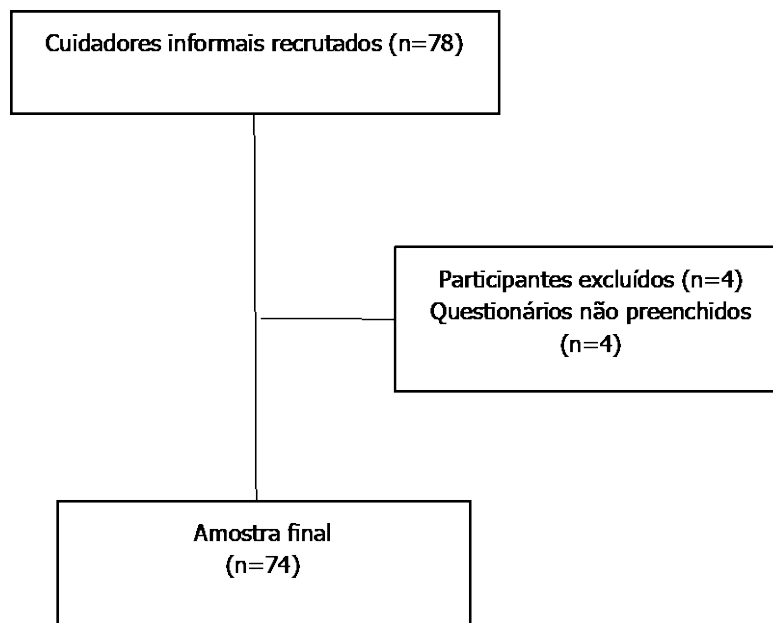 Cuidadores informais recrutados (n=78)
Participantes excluídos (n=4)
Questionários não preenchidos
(n=4)
Amostra final
(n=74)